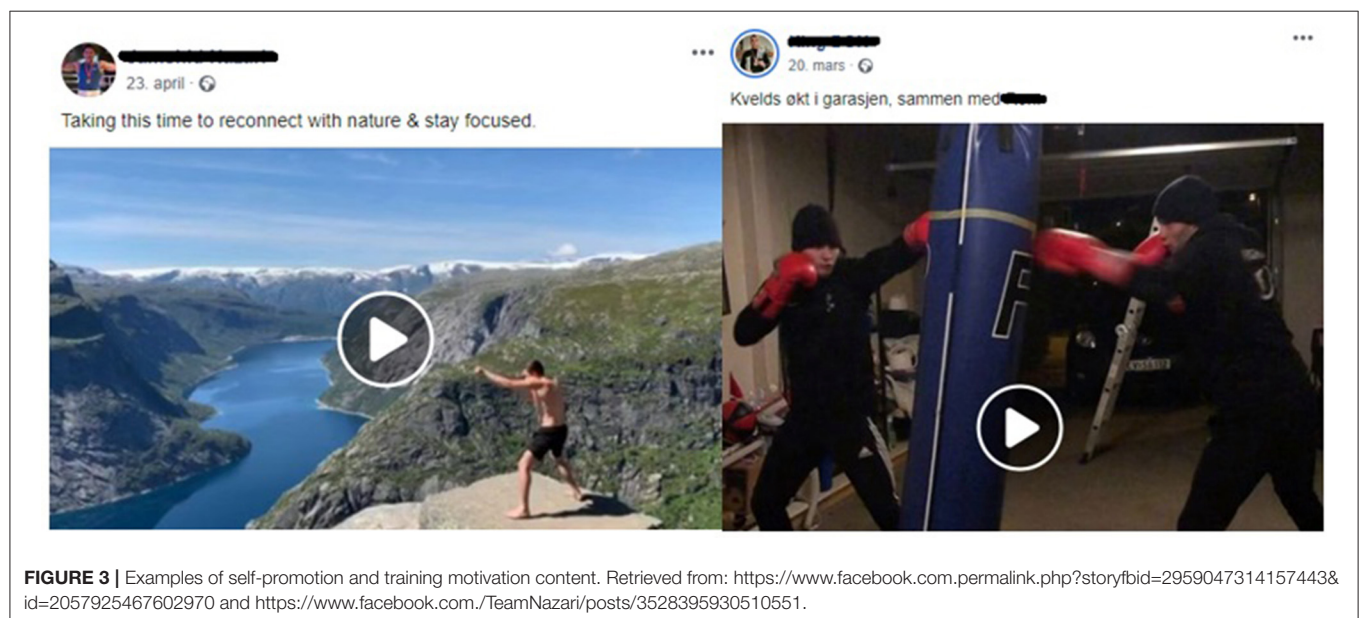 23. april
Taking this time to reconnect with nature & stay focused.
20. mars
Kvelds økt i garasjen, sammen med
FIGURE 3 | Examples of self-promotion and training motivation content. Retrieved from: https://www.facebook.com.permalink.php?storyfbid=2959047314157443&
id=2057925467602970 and https://www.facebook.com./TeamNazari/posts/3528395930510551.